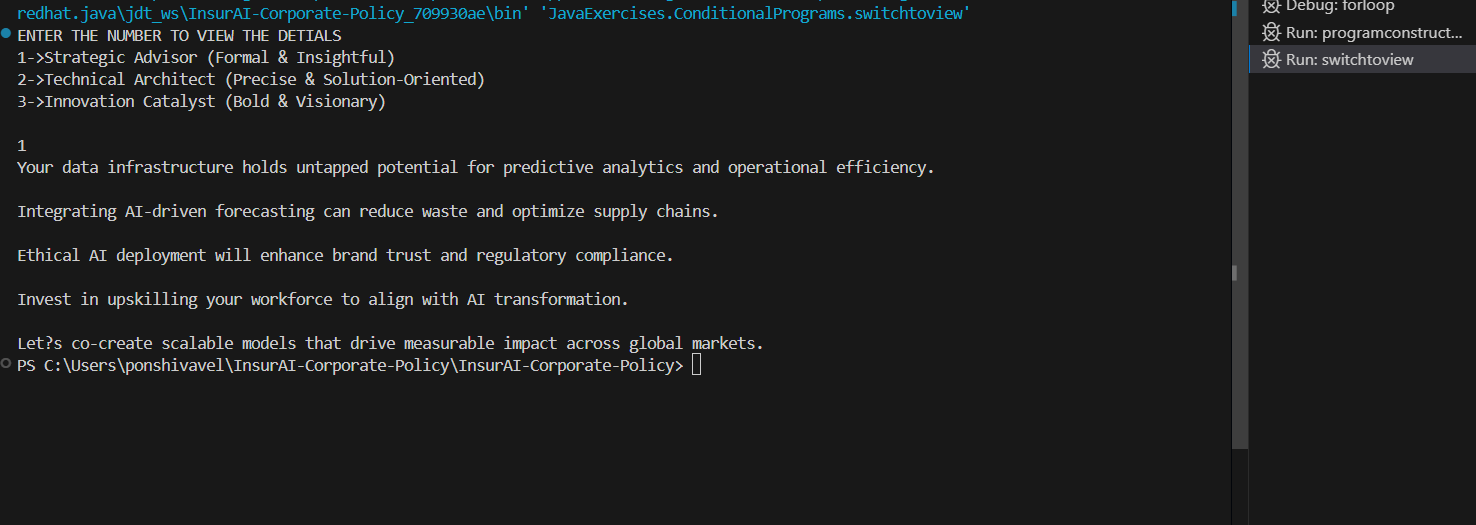 redhat.java\jdt_ws\InsurAI-Corporate-Policy_709930ae\bin' 'JavaExercises.ConditionalPrograms.switchtoview'
ENTER THE NUMBER TO VIEW THE DETIALS
1->Strategic Advisor (Formal & Insightful)
2->Technical Architect (Precise & Solution-Oriented)
3->Innovation Catalyst (Bold & Visionary)
1
Your data infrastructure holds untapped potential for predictive analytics and operational efficiency.
Integrating AI-driven forecasting can reduce waste and optimize supply chains.
Ethical AI deployment will enhance brand trust and regulatory compliance.
Invest in upskilling your workforce to align with AI transformation.
Let?s co-create scalable models that drive measurable impact across global markets.
PS C:\Users\ponshivavel\InsurAI-Corporate-Policy\InsurAI-Corporate-Policy>
Debug: forloop
Run: programconstruct...
Run: switchtoview